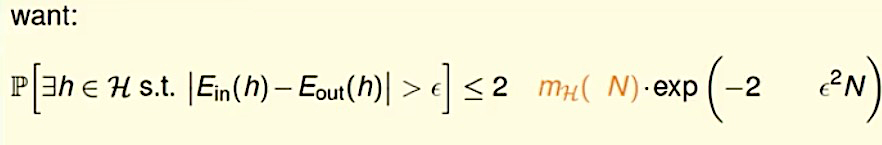 want:
ℙ[∃h ∈ ℋ s.t. |E_in(h) – E_out(h)| > ϵ] ≤ 2 m_ℋ( N) · exp (–2 ϵ²N)